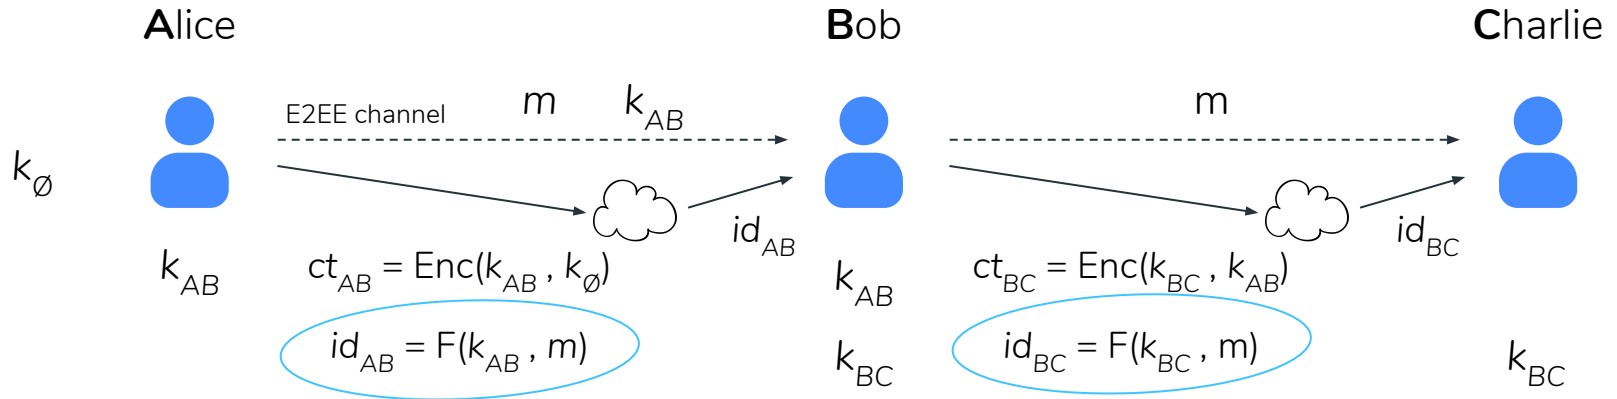 Alice
Bob
Charlie
E2EE channel
m
k_AB
m
k_Ø
id_AB
id_BC
k_AB
ct_AB = Enc(k_AB , k_Ø)
k_AB
ct_BC = Enc(k_BC , k_AB)
id_AB = F(k_AB , m)
k_BC
id_BC = F(k_BC , m)
k_BC